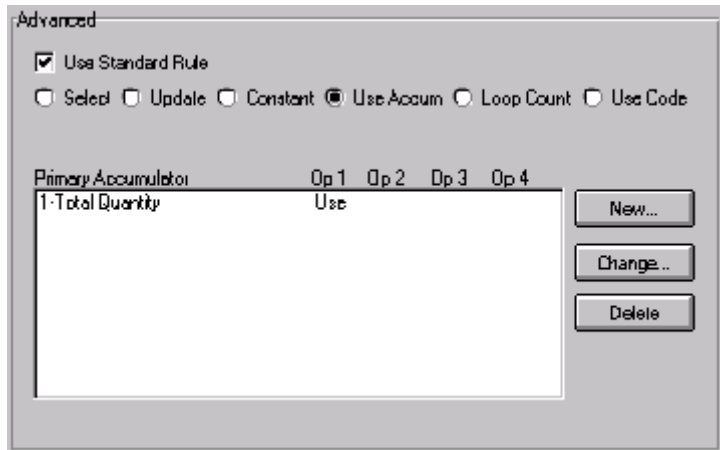 Advanced
Use Standard Rule
Select Update Constant Use Accum Loop Count Use Code
Primary Accumulator Op 1 Op 2 Op 3 Op 4
1-Total Quantity Use
New...
Change...
Delete